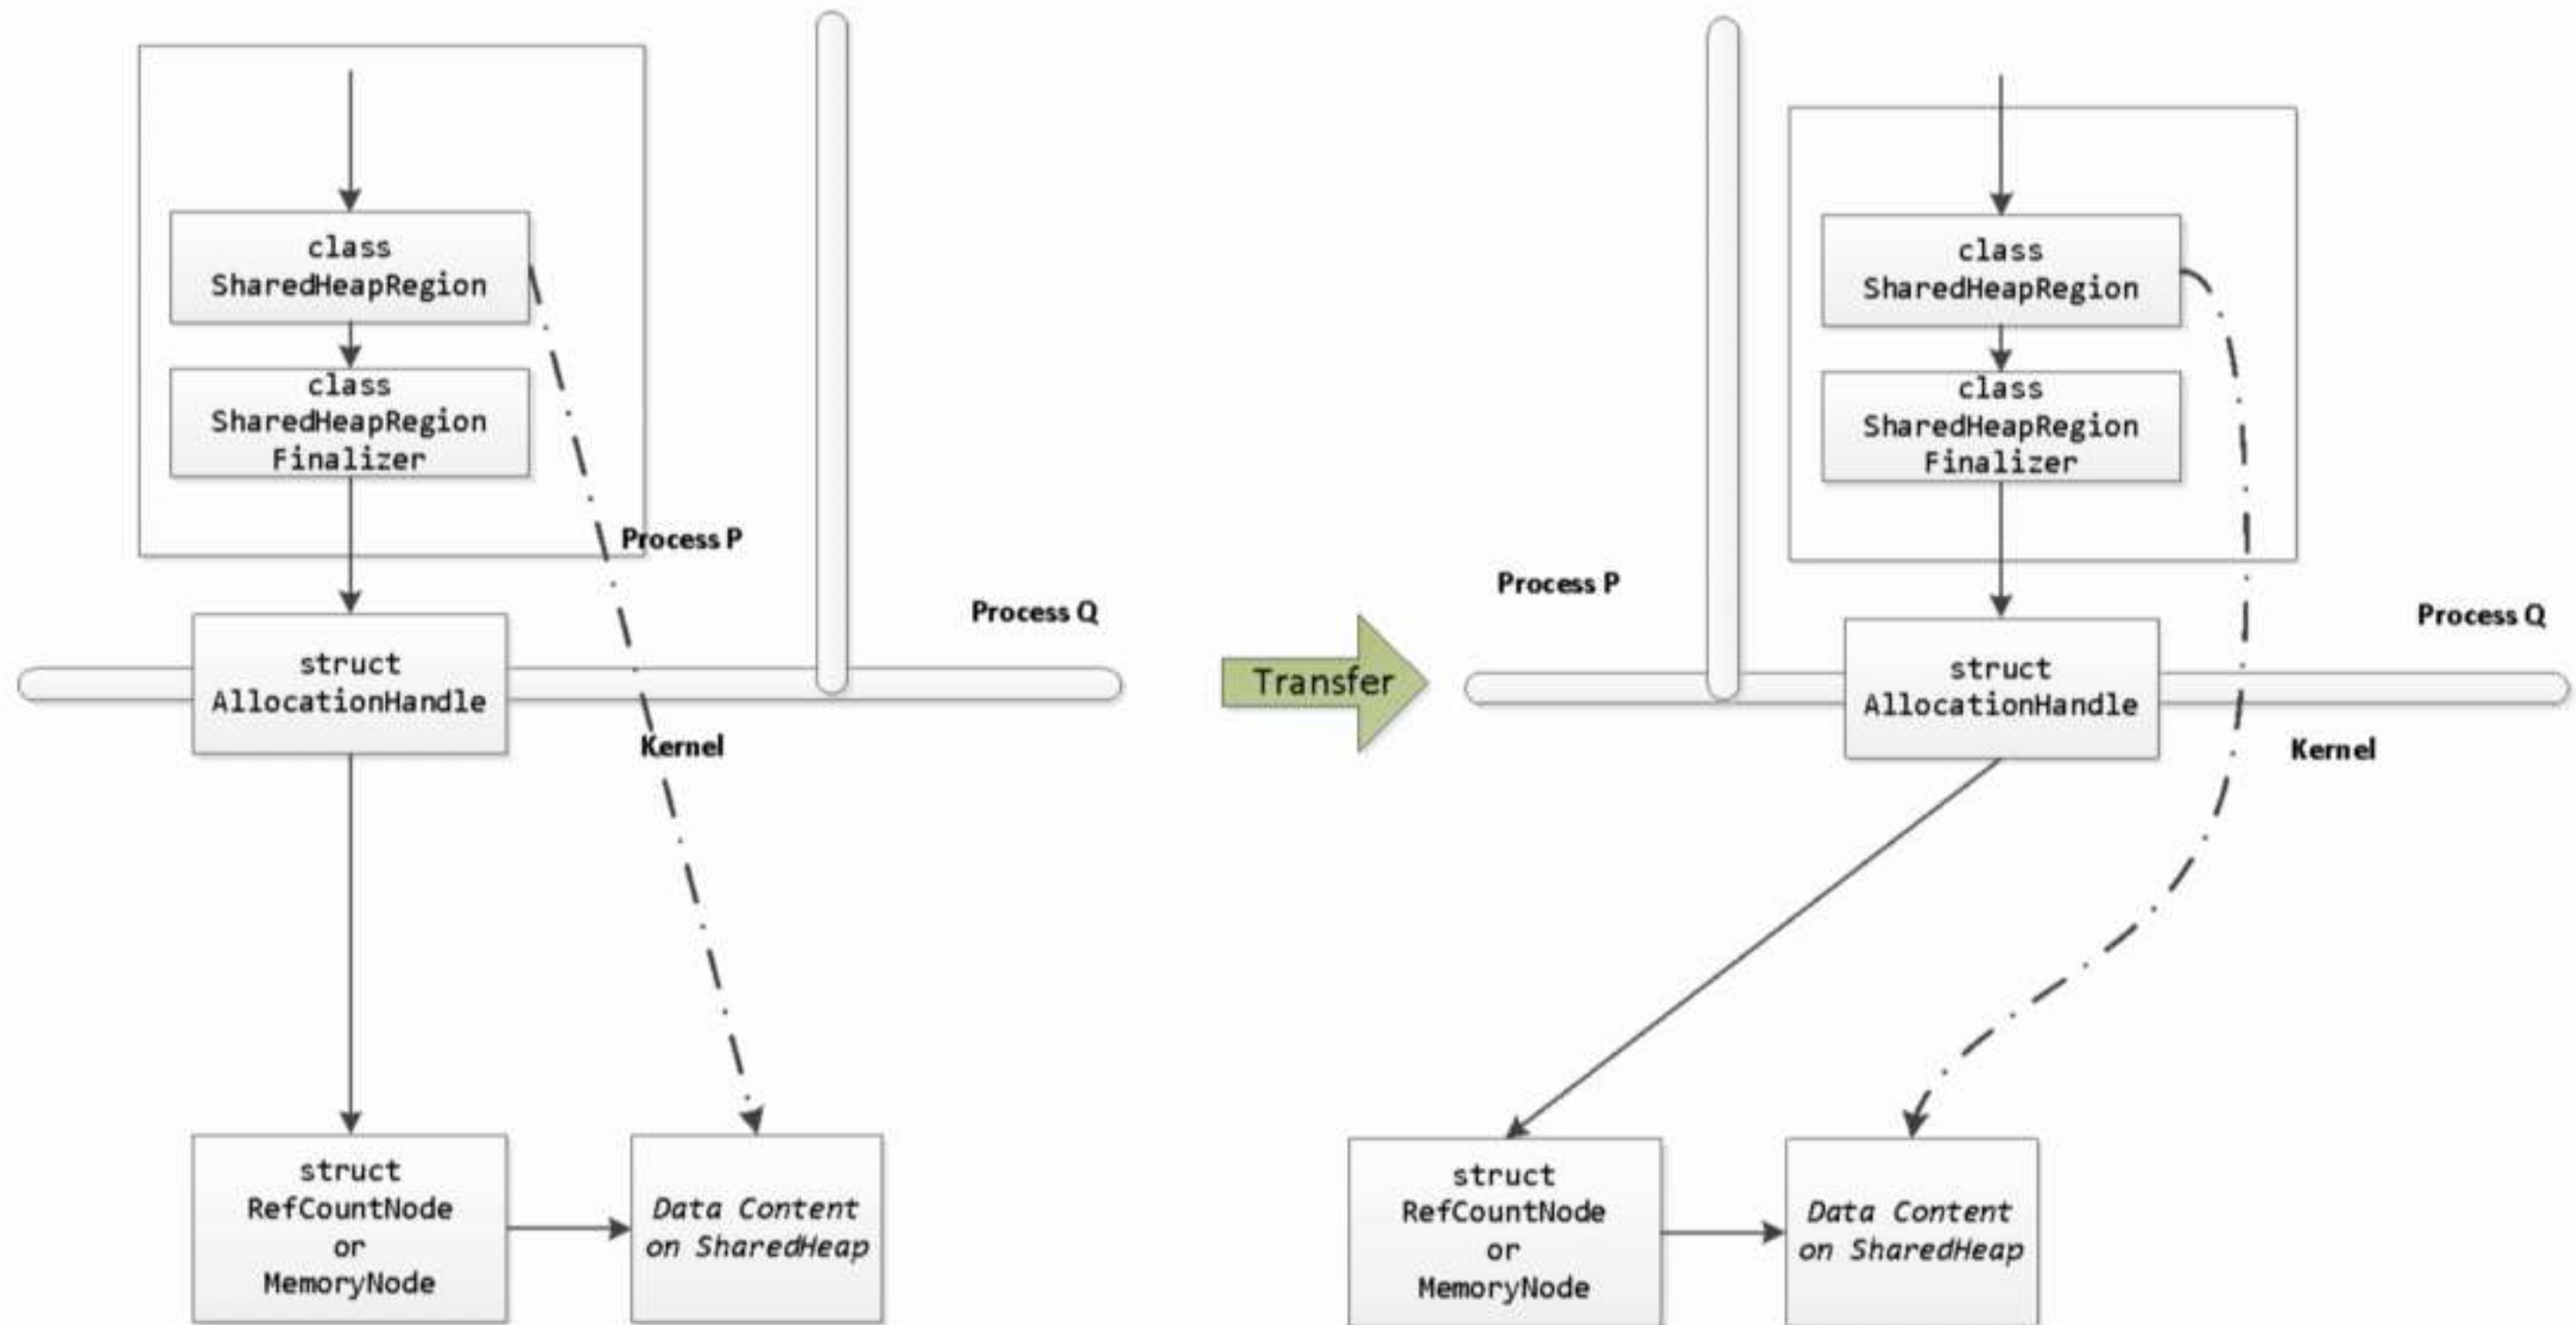 class
SharedHeapRegion
class
SharedHeapRegion
Finalizer
Process P
Process Q
struct
AllocationHandle
Kernel
struct
RefCountNode
or
MemoryNode
Data Content
on SharedHeap
Transfer
class
SharedHeapRegion
class
SharedHeapRegion
Finalizer
Process P
Process Q
struct
AllocationHandle
Kernel
struct
RefCountNode
or
MemoryNode
Data Content
on SharedHeap